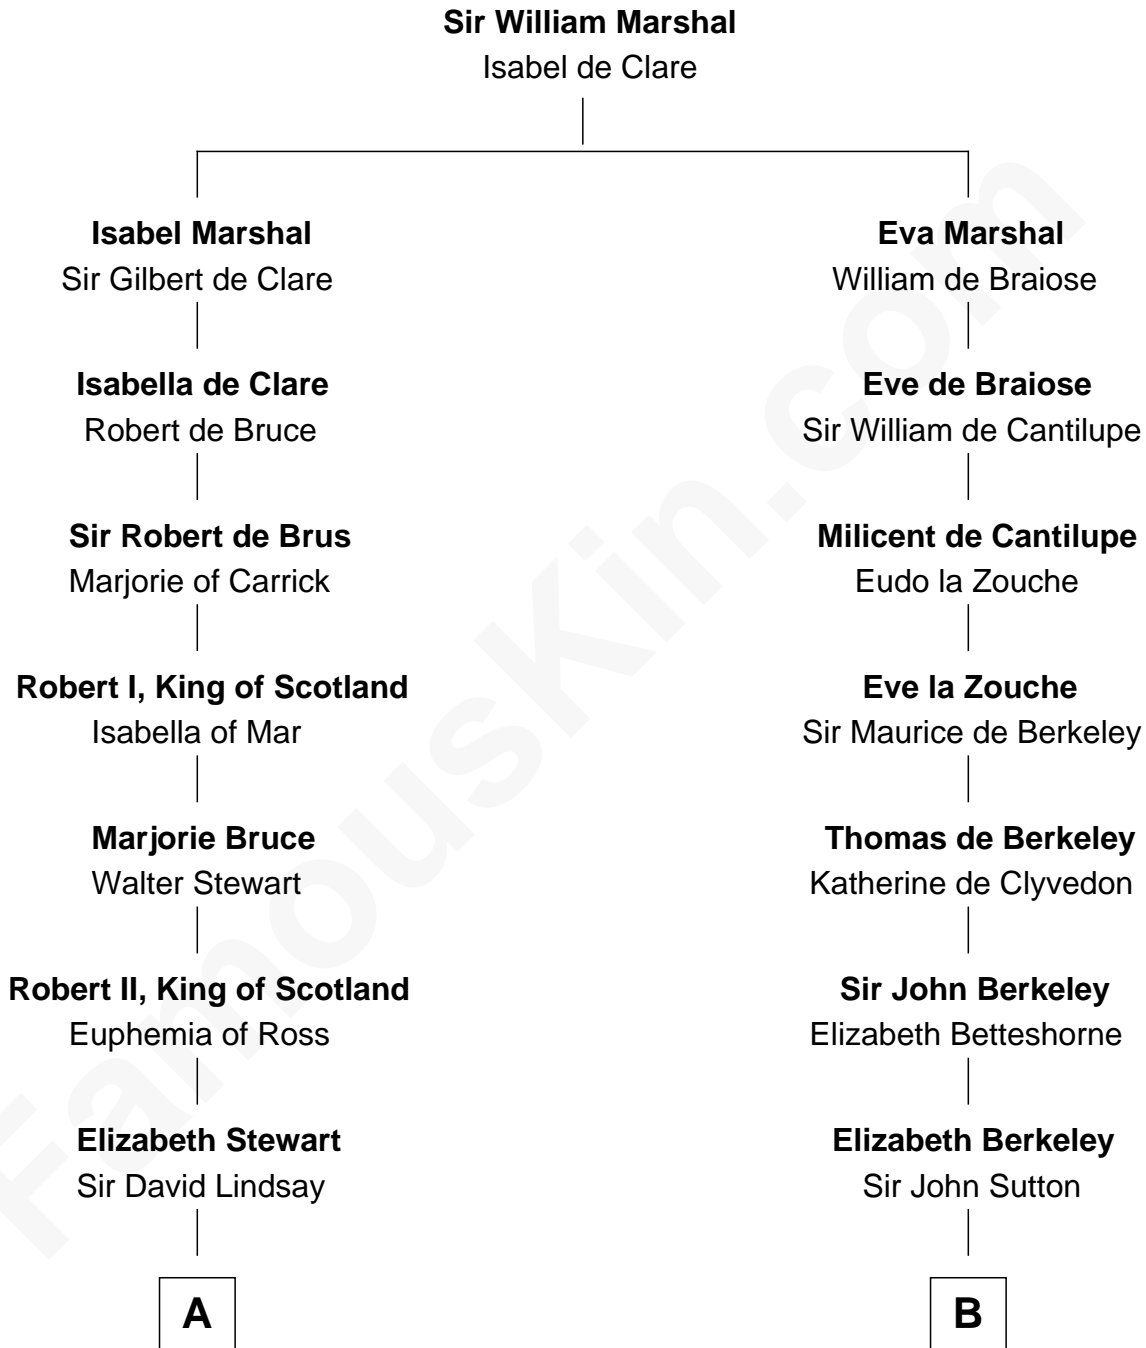 Sir William Marshal
Isabel de Clare
Isabel Marshal
Sir Gilbert de Clare
Isabella de Clare
Robert de Bruce
Sir Robert de Brus
Marjorie of Carrick
Robert I, King of Scotland
Isabella of Mar
Marjorie Bruce
Walter Stewart
Robert II, King of Scotland
Euphemia of Ross
Elizabeth Stewart
Sir David Lindsay
A
Eva Marshal
William de Braiose
Eve de Braiose
Sir William de Cantilupe
Milicent de Cantilupe
Eudo la Zouche
Eve la Zouche
Sir Maurice de Berkeley
Thomas de Berkeley
Katherine de Clyvedon
Sir John Berkeley
Elizabeth Betteshorne
Elizabeth Berkeley
Sir John Sutton
B
FamousKin.com